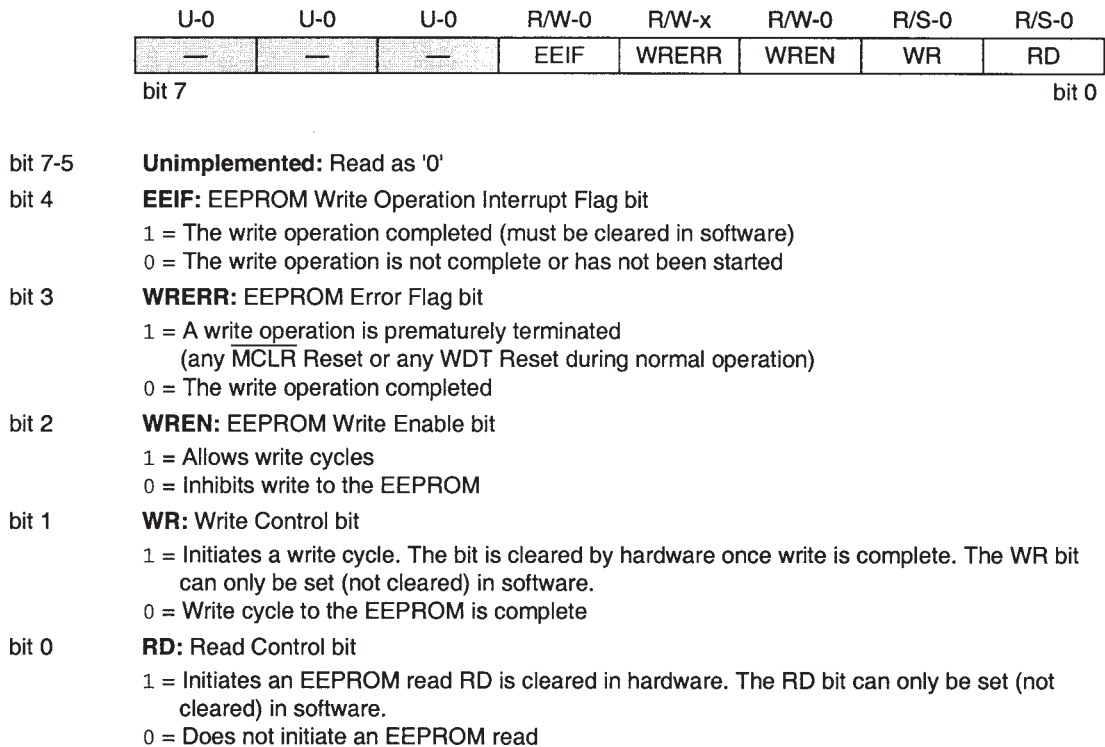 U-0 U-0 U-0 R/W-0 R/W-x R/W-0 R/S-0 R/S-0
— — — EEIF WRERR WREN WR RD
bit 7 bit 0
bit 7-5 Unimplemented: Read as '0'
bit 4 EEIF: EEPROM Write Operation Interrupt Flag bit
1 = The write operation completed (must be cleared in software)
0 = The write operation is not complete or has not been started
bit 3 WRERR: EEPROM Error Flag bit
1 = A write operation is prematurely terminated
(any MCLR Reset or any WDT Reset during normal operation)
0 = The write operation completed
bit 2 WREN: EEPROM Write Enable bit
1 = Allows write cycles
0 = Inhibits write to the EEPROM
bit 1 WR: Write Control bit
1 = Initiates a write cycle. The bit is cleared by hardware once write is complete. The WR bit
can only be set (not cleared) in software.
0 = Write cycle to the EEPROM is complete
bit 0 RD: Read Control bit
1 = Initiates an EEPROM read RD is cleared in hardware. The RD bit can only be set (not
cleared) in software.
0 = Does not initiate an EEPROM read